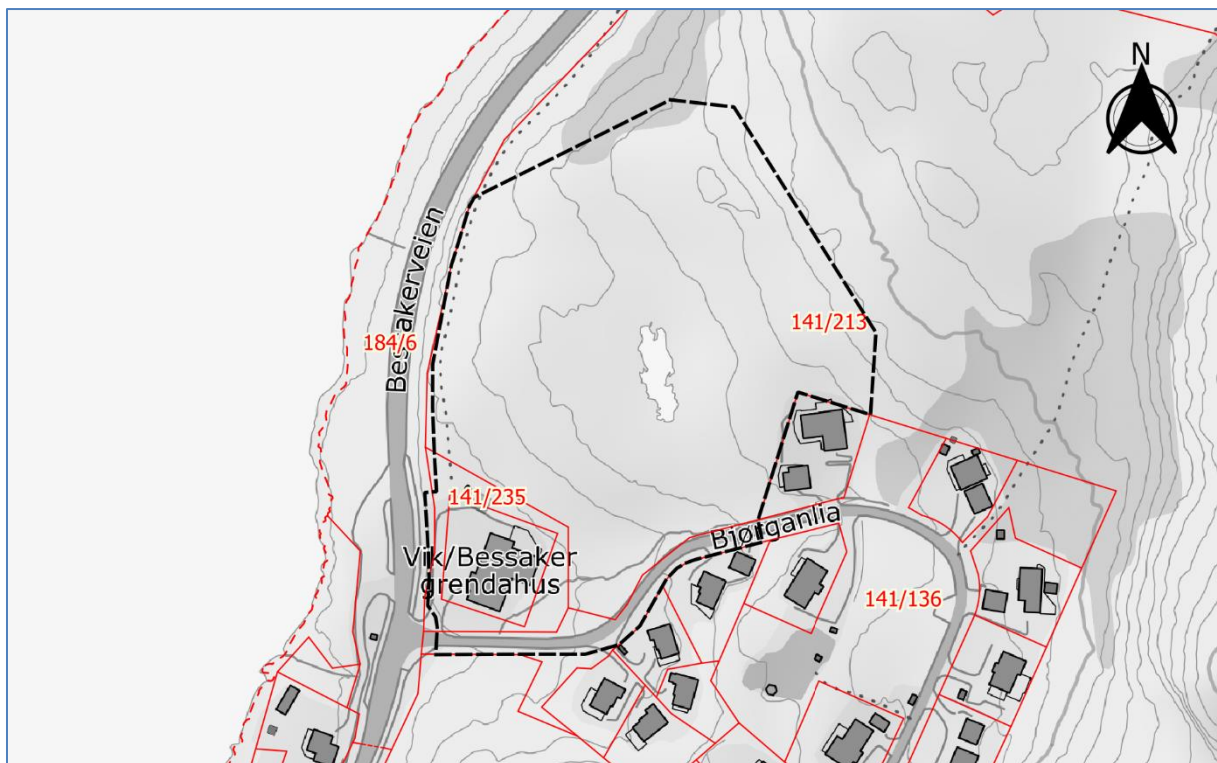 N
Bessakerveien
184/6
141/213
141/235
Bjørganlia
Vik/Bessaker
grendahus
141/136